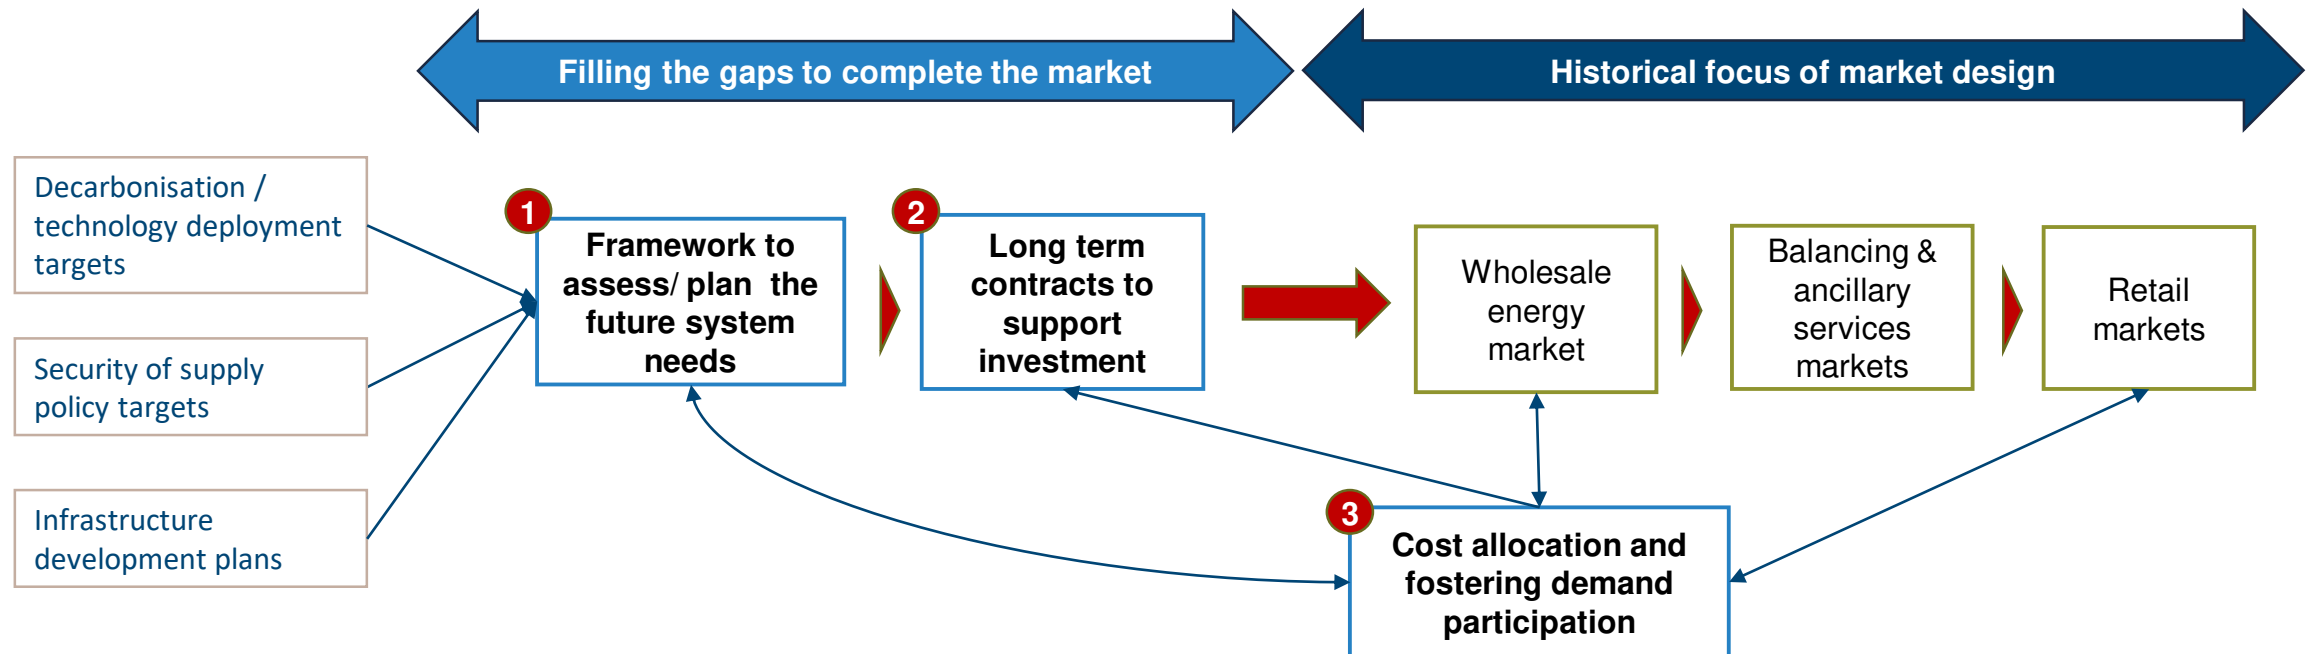 Filling the gaps to complete the market
Historical focus of market design
Decarbonisation /
technology deployment
targets
Security of supply
policy targets
Infrastructure
development plans
1
Framework to
assess/ plan the
future system
needs
2
Long term
contracts to
support
investment
Wholesale
energy
market
Balancing &
ancillary
services
markets
Retail
markets
3
Cost allocation and
fostering demand
participation